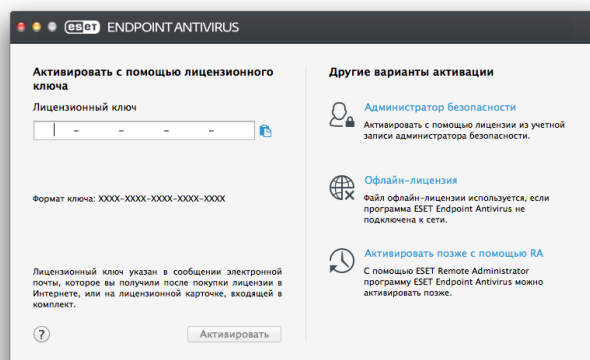 eset ENDPOINT ANTIVIRUS
Активировать с помощью лицензионного
ключа
Лицензионный ключ
– – – –
Формат ключа: XXXX-XXXX-XXXX-XXXX-XXXX
Лицензионный ключ указан в сообщении электронной
почты, которое вы получили после покупки лицензии в
Интернете, или на лицензионной карточке, входящей в
комплект.
?
Активировать
Другие варианты активации
Администратор безопасности
Активировать с помощью лицензии из учетной
записи администратора безопасности.
Офлайн-лицензия
Файл офлайн-лицензии используется, если
программа ESET Endpoint Antivirus не
подключена к сети.
Активировать позже с помощью RA
С помощью ESET Remote Administrator
программу ESET Endpoint Antivirus можно
активировать позже.